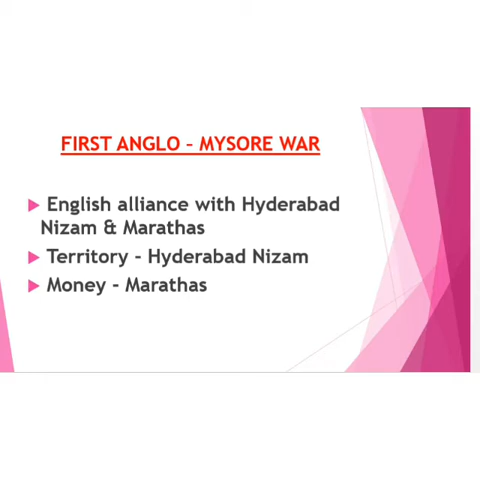 FIRST ANGLO – MYSORE WAR
English alliance with Hyderabad
Nizam & Marathas
Territory - Hyderabad Nizam
Money - Marathas